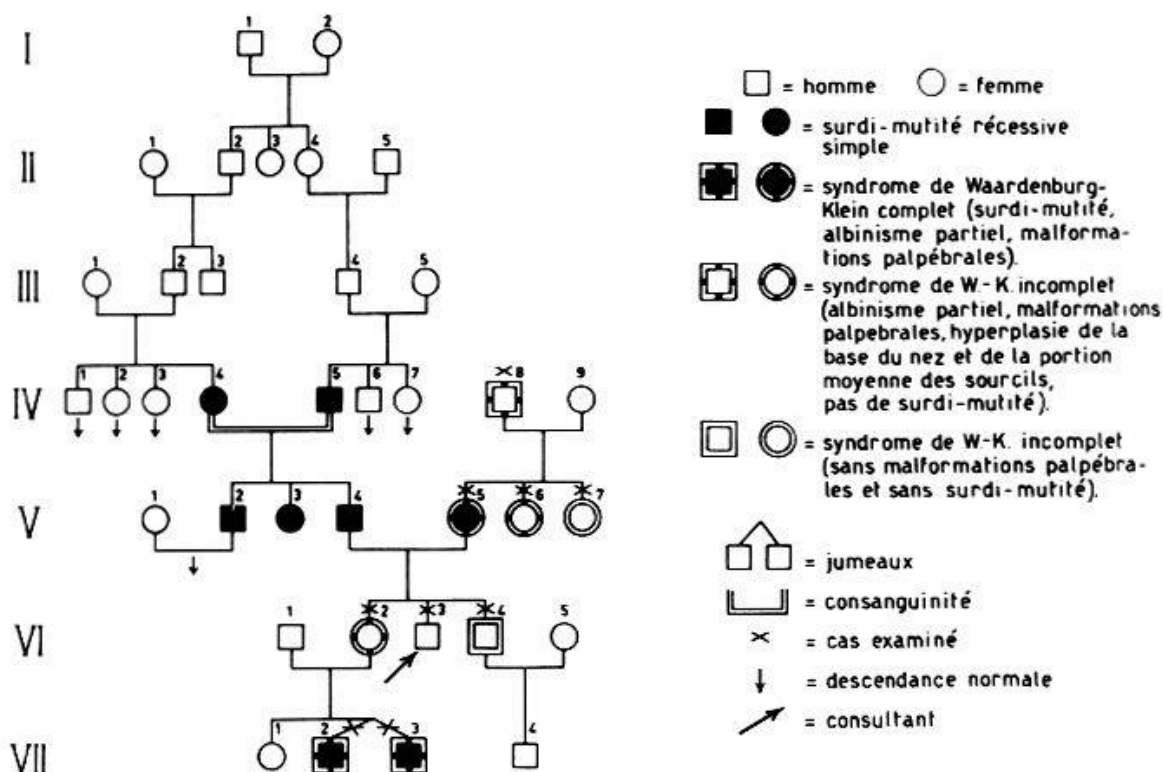 I 1 2
II 1 2 3 4 5
III 1 2 3 4 5
IV 1 2 3 4 5 6 7 8 9
V 1 2 3 4 5 6 7
VI 1 2 3 4 5
VII 1 2 3 4
= homme = femme
= surdi-mutité récessive
simple
= syndrome de Waardenburg-
Klein complet (surdi-mutité,
albinisme partiel, malforma-
tions palpébrales).
= syndrome de W.-K. incomplet
(albinisme partiel, malformations
palpebrales, hyperplasie de la
base du nez et de la portion
moyenne des sourcils,
pas de surdi-mutité).
= syndrome de W-K. incomplet
(sans malformations palpébra-
les et sans surdi-mutité).
= jumeaux
= consanguinité
= cas examiné
= descendance normale
= consultant